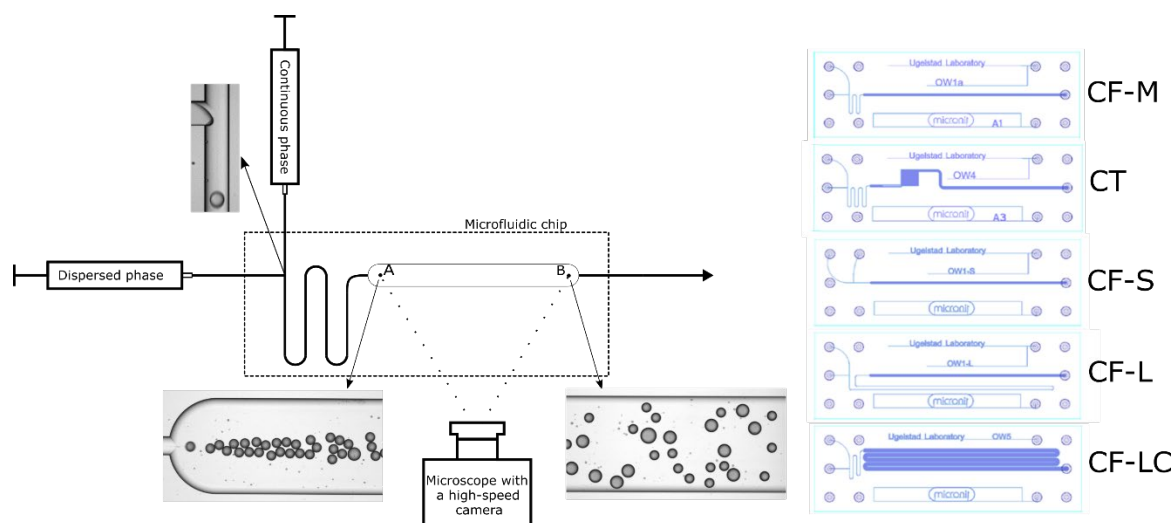 Continuous phase
Dispersed phase
Microfluidic chip
A
B
Microscope with
a high-speed
camera
Ugelstad Laboratory
OW1a
micronit
A1
CF-M
Ugelstad Laboratory
OW4
micronit
A3
CT
Ugelstad Laboratory
OW1-S
micronit
CF-S
Ugelstad Laboratory
OW1-L
micronit
CF-L
Ugelstad Laboratory OW5
micronit
CF-LC